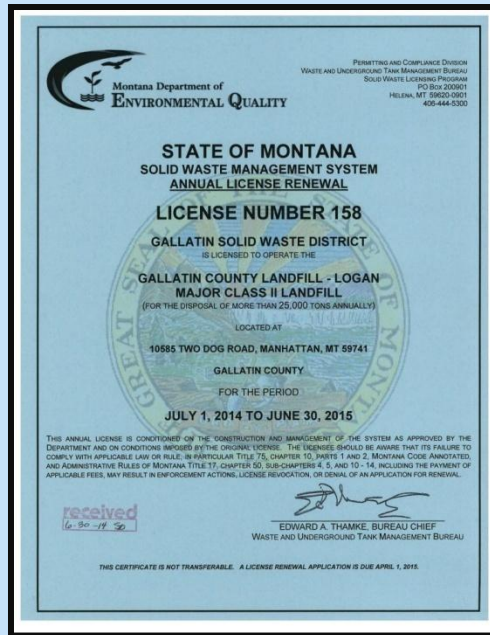 Montana Department of
ENVIRONMENTAL QUALITY
PERMITTING AND COMPLIANCE DIVISION
WASTE AND UNDERGROUND TANK MANAGEMENT BUREAU
SOLID WASTE LICENSING PROGRAM
PO BOX 200901
HELENA, MT 59620-0901
406-444-5300
STATE OF MONTANA
SOLID WASTE MANAGEMENT SYSTEM
ANNUAL LICENSE RENEWAL
LICENSE NUMBER 158
GALLATIN SOLID WASTE DISTRICT
IS LICENSED TO OPERATE THE
GALLATIN COUNTY LANDFILL - LOGAN
MAJOR CLASS II LANDFILL
(FOR THE DISPOSAL OF MORE THAN 25,000 TONS ANNUALLY)
LOCATED AT
10585 TWO DOG ROAD, MANHATTAN, MT 59741
GALLATIN COUNTY
FOR THE PERIOD
JULY 1, 2014 TO JUNE 30, 2015
THIS ANNUAL LICENSE IS CONDITIONED ON THE CONSTRUCTION AND MANAGEMENT OF THE SYSTEM AS APPROVED BY THE
DEPARTMENT AND ON CONDITIONS IMPOSED BY THE ORIGINAL LICENSE. THE LICENSEE SHOULD BE AWARE THAT ITS FAILURE TO
COMPLY WITH APPLICABLE LAW OR RULE; IN PARTICULAR TITLE 75, CHAPTER 10, PARTS 1 AND 2, MONTANA CODE ANNOTATED,
AND ADMINISTRATIVE RULES OF MONTANA TITLE 17, CHAPTER 50, SUB-CHAPTERS 4, 5, AND 10 - 14, INCLUDING THE PAYMENT OF
APPLICABLE FEES, MAY RESULT IN ENFORCEMENT ACTIONS, LICENSE REVOCATION, OR DENIAL OF AN APPLICATION FOR RENEWAL.
received
6-30-14
EDWARD A. THAMKE, BUREAU CHIEF
WASTE AND UNDERGROUND TANK MANAGEMENT BUREAU
THIS CERTIFICATE IS NOT TRANSFERABLE. A LICENSE RENEWAL APPLICATION IS DUE APRIL 1, 2015.